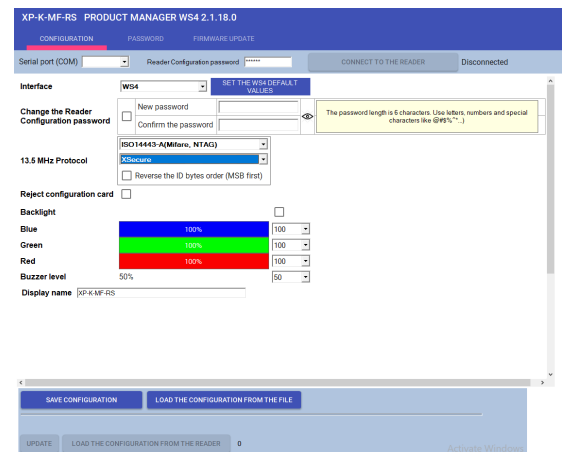 XP-K-MF-RS PRODUCT MANAGER WS4 2.1.18.0
CONFIGURATION PASSWORD FIRMWARE UPDATE
Serial port (COM) Reader Configuration password ****** CONNECT TO THE READER Disconnected
Interface WS4 SET THE WS4 DEFAULT
VALUES
Change the Reader
Configuration password
New password
Confirm the password
The password length is 6 characters. Use letters, numbers and special
characters like @#$%^*...)
13.5 MHz Protocol
ISO14443-A(Mifare, NTAG)
XSecure
Reverse the ID bytes order (MSB first)
Reject configuration card
Backlight
Blue 100% 100
Green 100% 100
Red 100% 100
Buzzer level 50% 50
Display name XP-K-MF-RS
SAVE CONFIGURATION LOAD THE CONFIGURATION FROM THE FILE
UPDATE LOAD THE CONFIGURATION FROM THE READER 0
Activate Windows